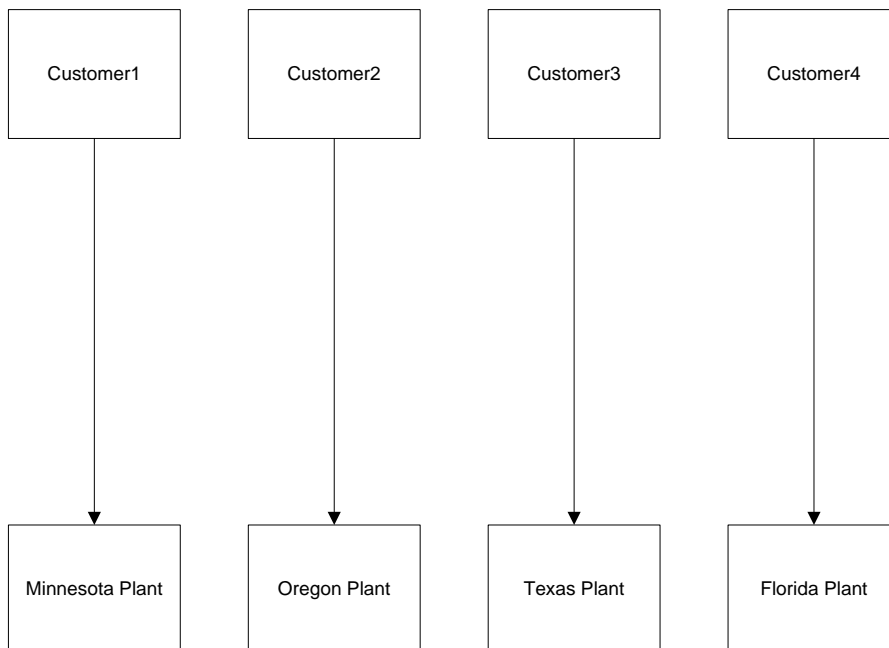 Customer1
Customer2
Customer3
Customer4
Minnesota Plant
Oregon Plant
Texas Plant
Florida Plant